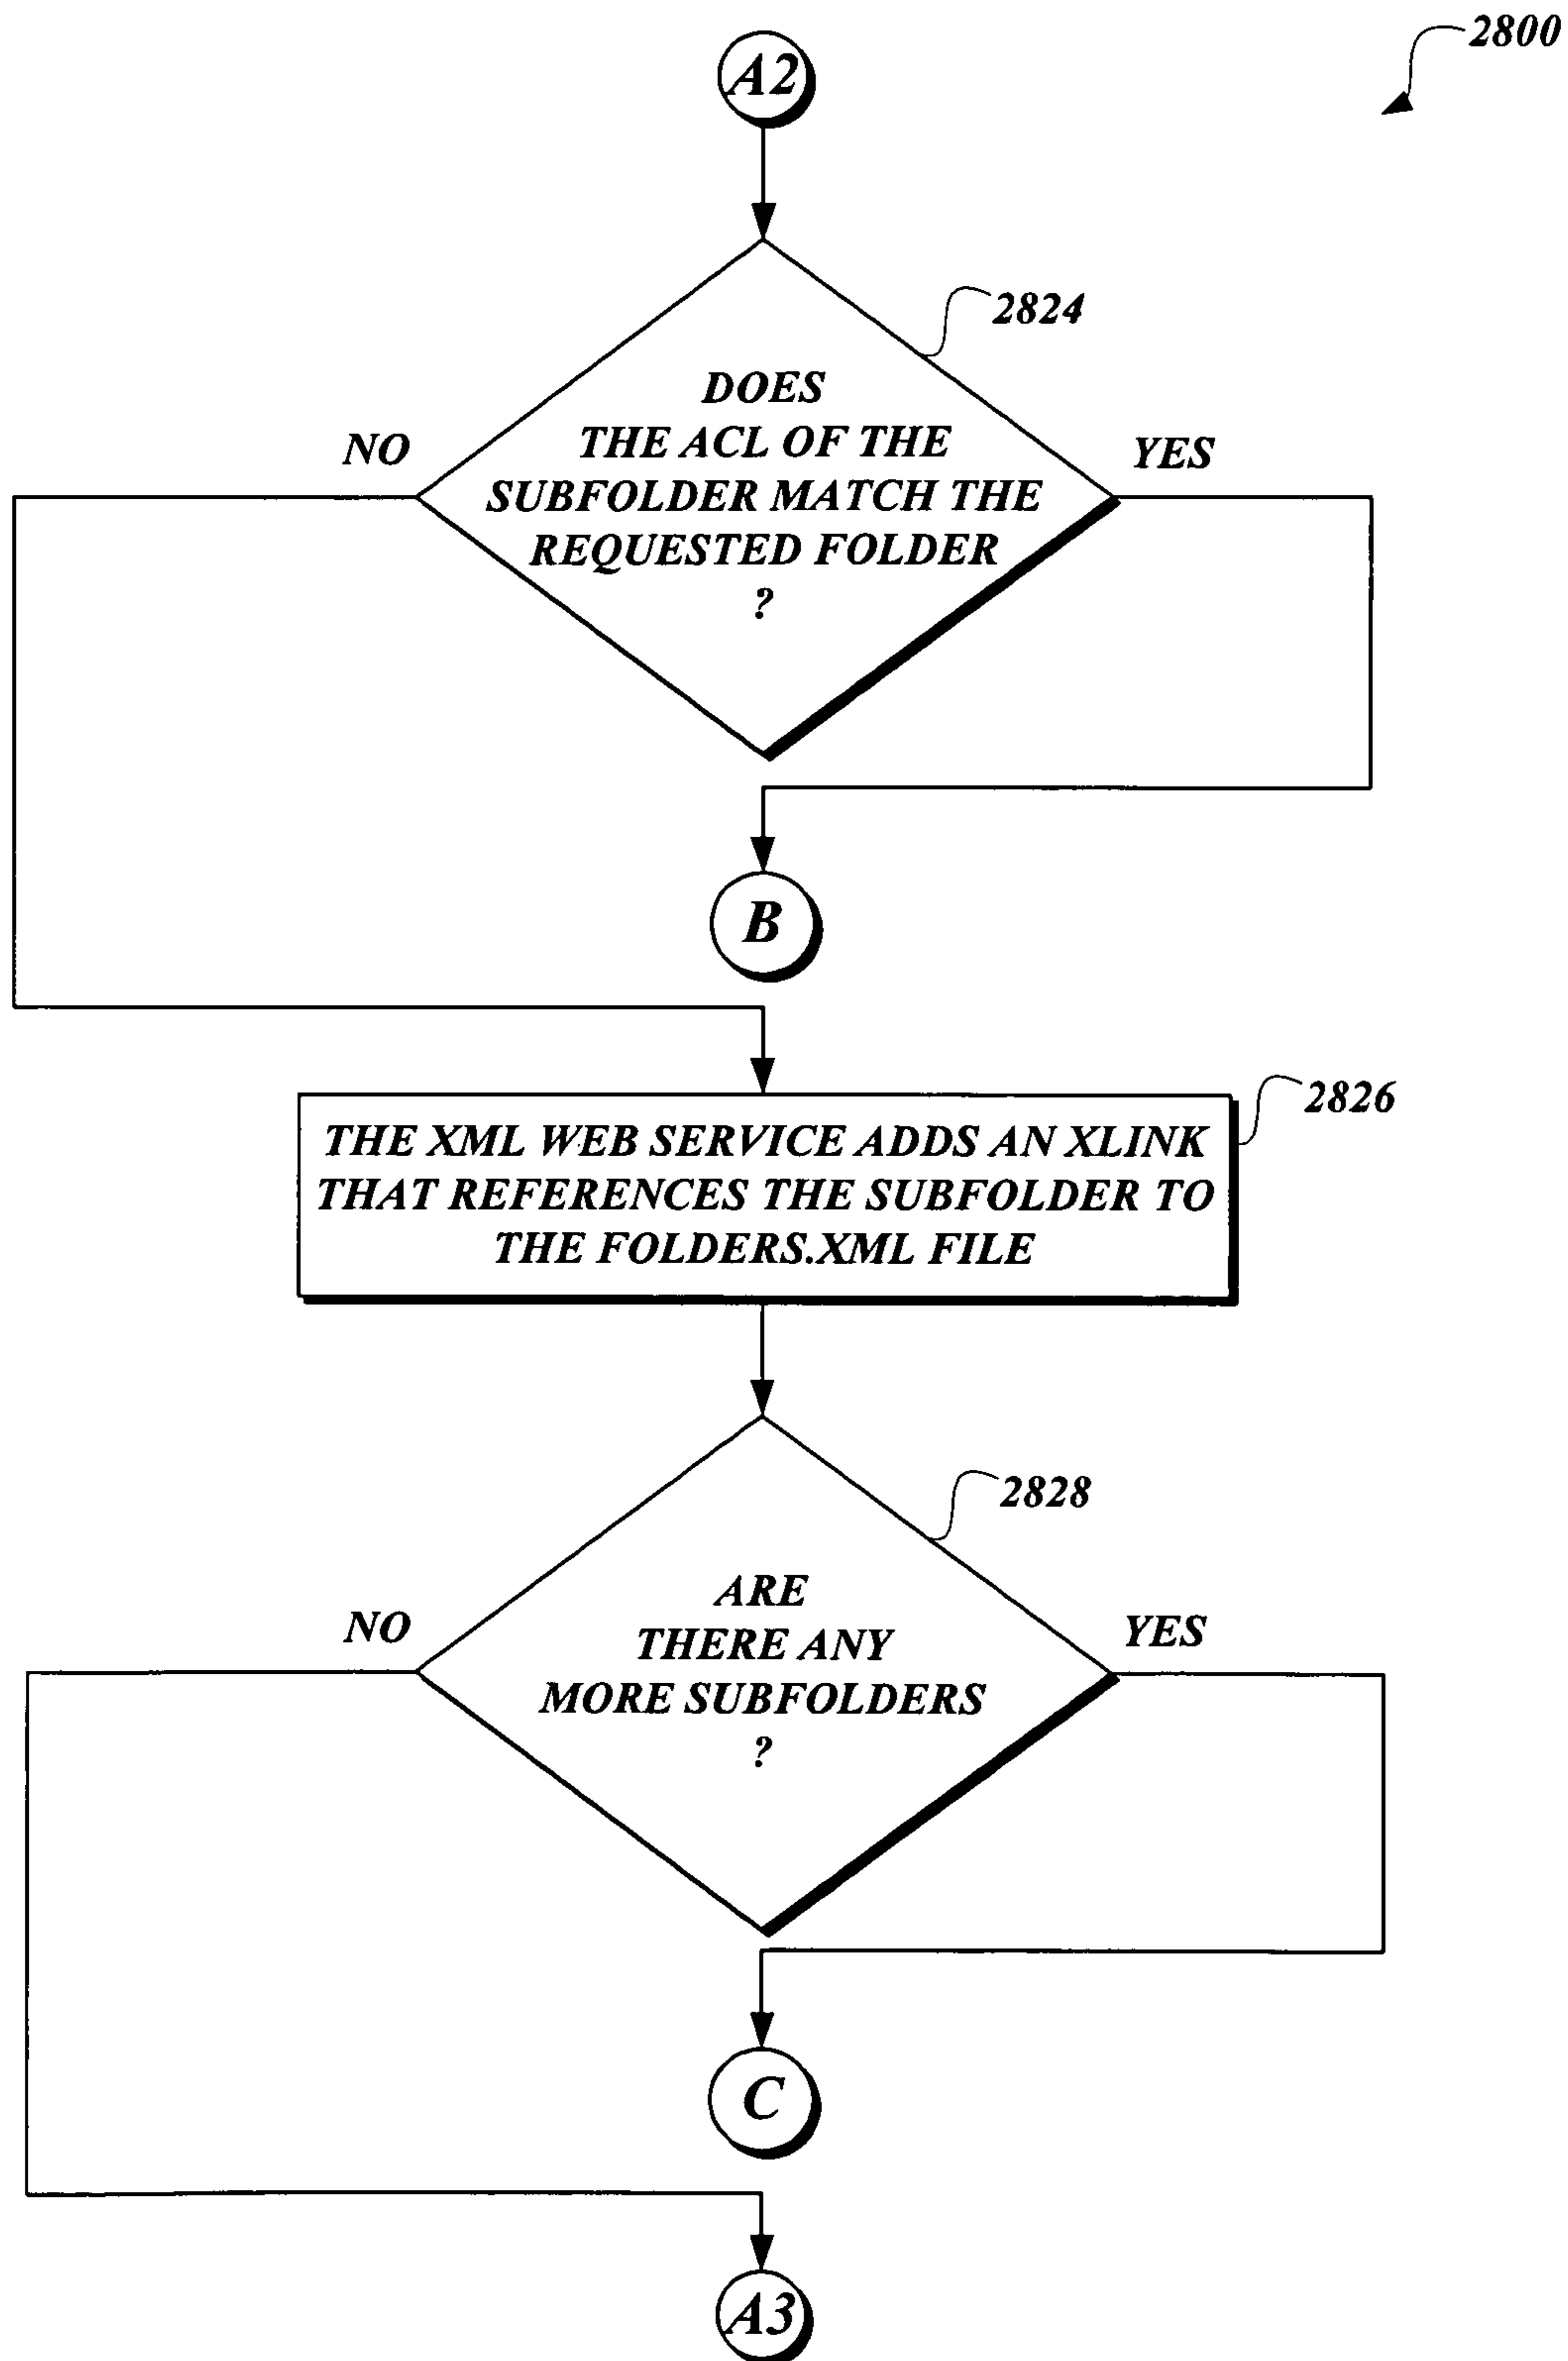 2800
A2
2824
DOES
THE ACL OF THE
SUBFOLDER MATCH THE
REQUESTED FOLDER
?
NO
YES
B
2826
THE XML WEB SERVICE ADDS AN XLINK
THAT REFERENCES THE SUBFOLDER TO
THE FOLDERS.XML FILE
2828
ARE
THERE ANY
MORE SUBFOLDERS
?
NO
YES
C
A3